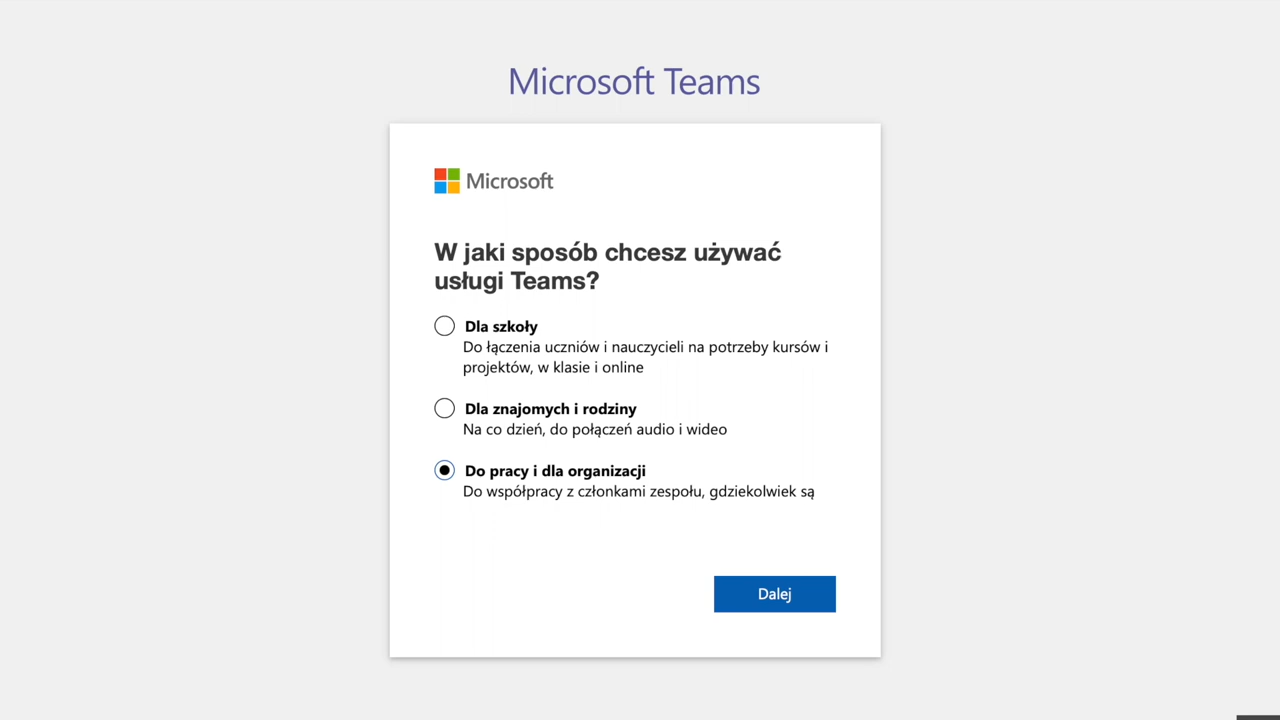 Microsoft Teams
Microsoft
W jaki sposób chcesz używać
usługi Teams?
Dla szkoły
Do łączenia uczniów i nauczycieli na potrzeby kursów i
projektów, w klasie i online
Dla znajomych i rodziny
Na co dzień, do połączeń audio i wideo
Do pracy i dla organizacji
Do współpracy z członkami zespołu, gdziekolwiek są
Dalej